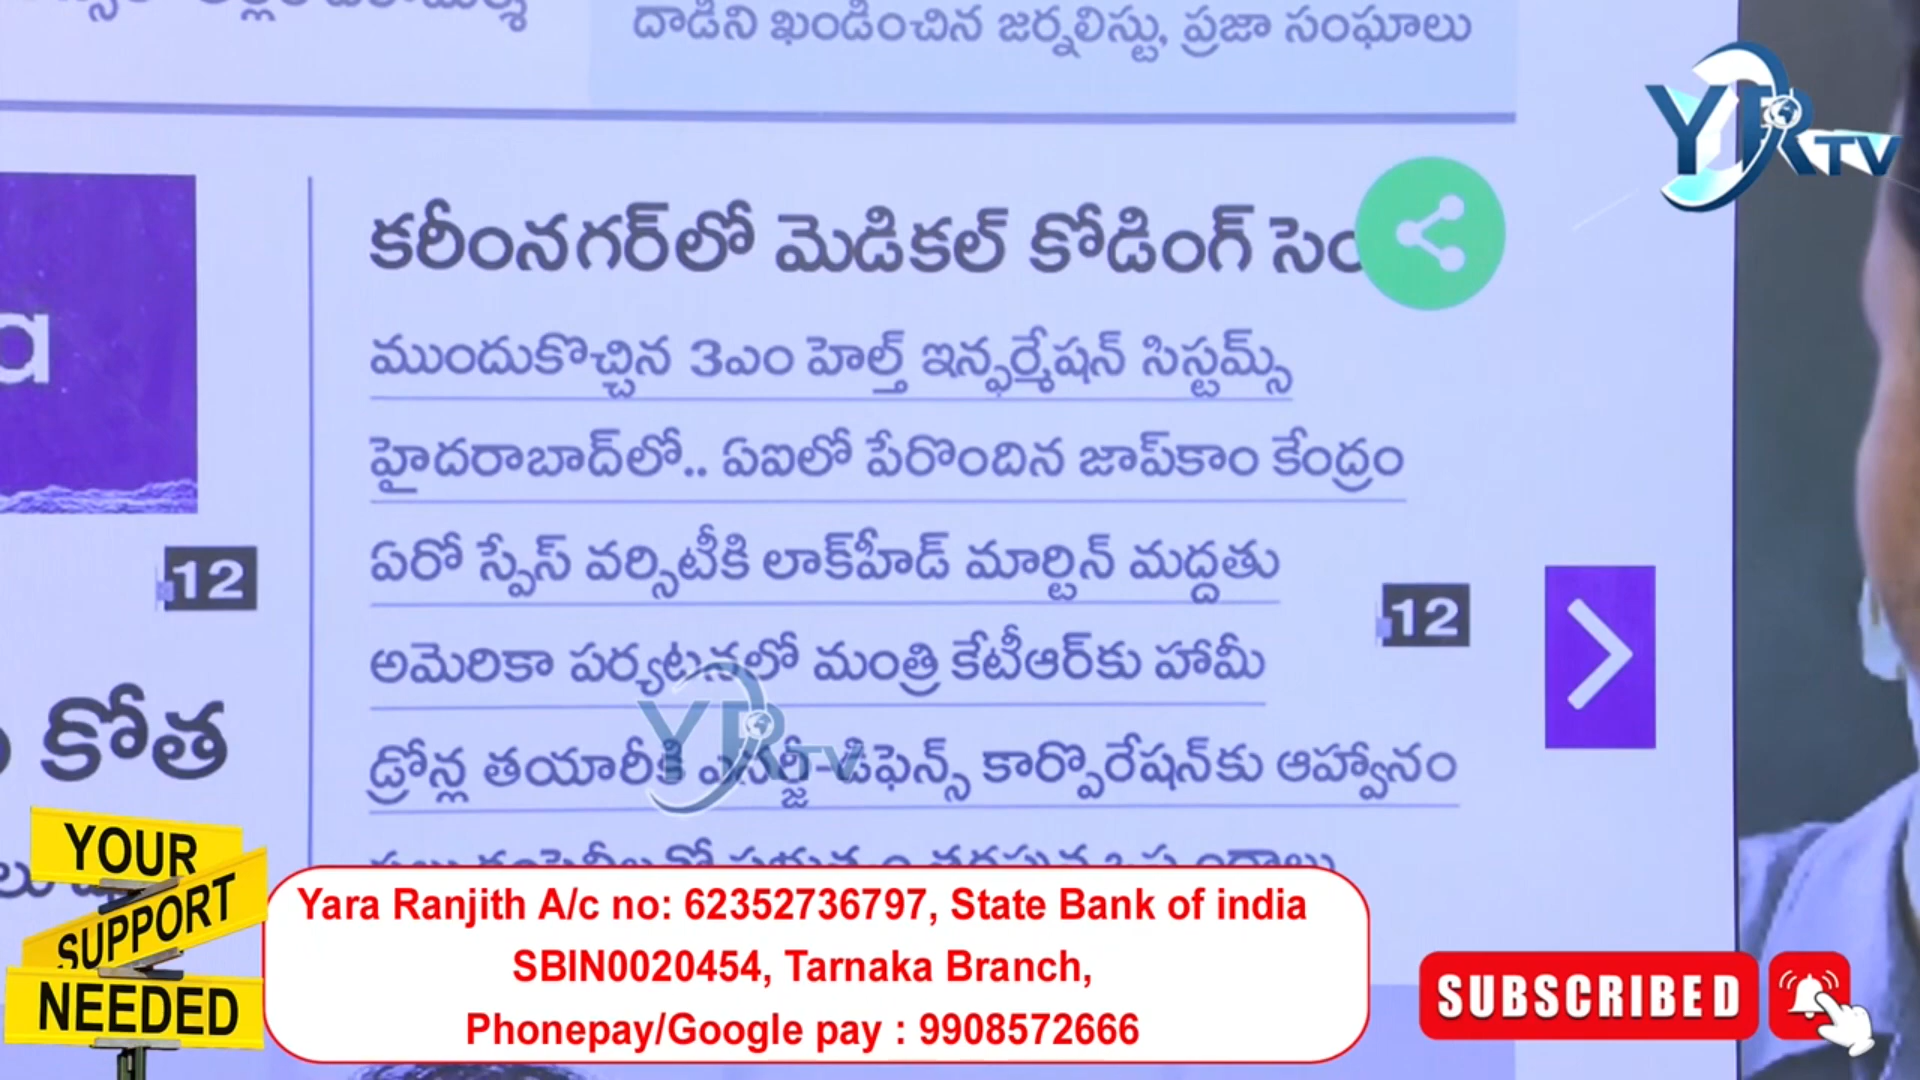 దాడిని ఖండించిన జర్నలిస్టు, ప్రజా సంఘాలు
YRTV
కరీంనగర్‌లో మెడికల్ కోడింగ్
ముందుకొచ్చిన 3ఎం హెల్త్ ఇన్ఫర్మేషన్ సిస్టమ్స్
హైదరాబాద్‌లో.. ఏఐలో పేరొందిన జాప్‌కాం కేంద్రం
ఏరో స్పేస్ వర్సిటీకి లాక్‌హీడ్ మార్టిన్ మద్దతు
12
12
అమెరికా పర్యటనలో మంత్రి కేటీఆర్‌కు హామీ
YRTV
కోత
డ్రోన్ల తయారీకి ఎనర్జీ-డిఫెన్స్ కార్పొరేషన్‌కు ఆహ్వానం
YOUR
SUPPORT
NEEDED
Yara Ranjith A/c no: 62352736797, State Bank of india
SBIN0020454, Tarnaka Branch,
Phonepay/Google pay : 9908572666
SUBSCRIBED